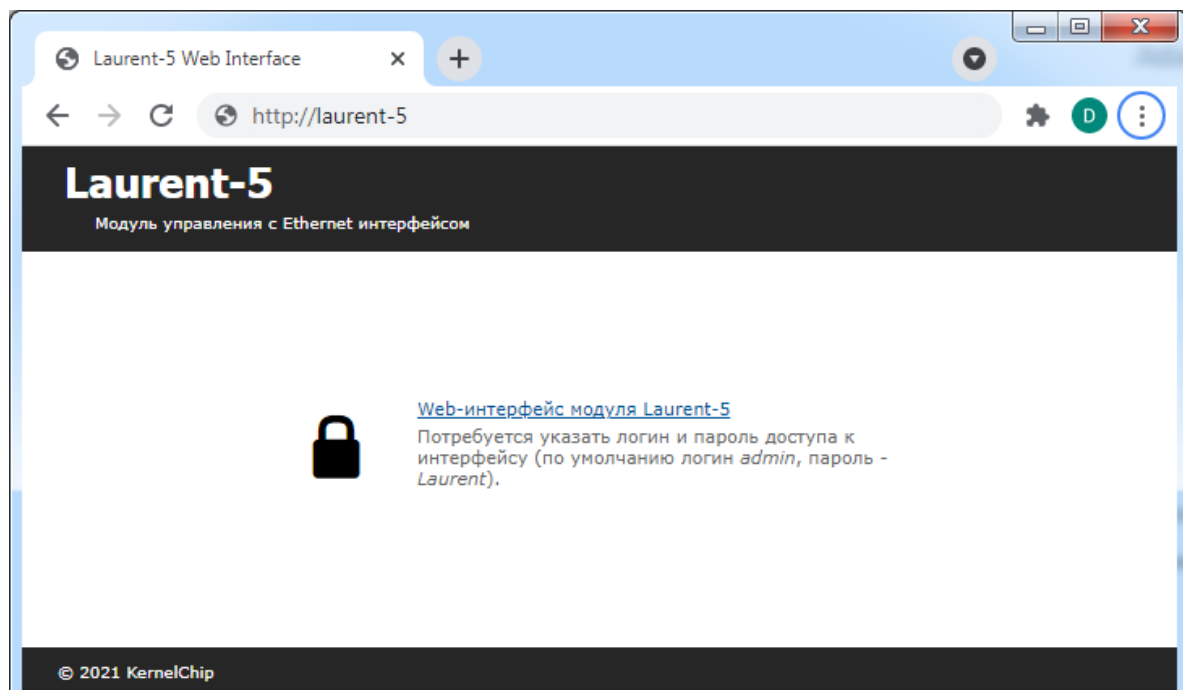 Laurent-5 Web Interface
http://laurent-5
D
Laurent-5
Модуль управления с Ethernet интерфейсом
Web-интерфейс модуля Laurent-5
Потребуется указать логин и пароль доступа к
интерфейсу (по умолчанию логин admin, пароль -
Laurent).
© 2021 KernelChip